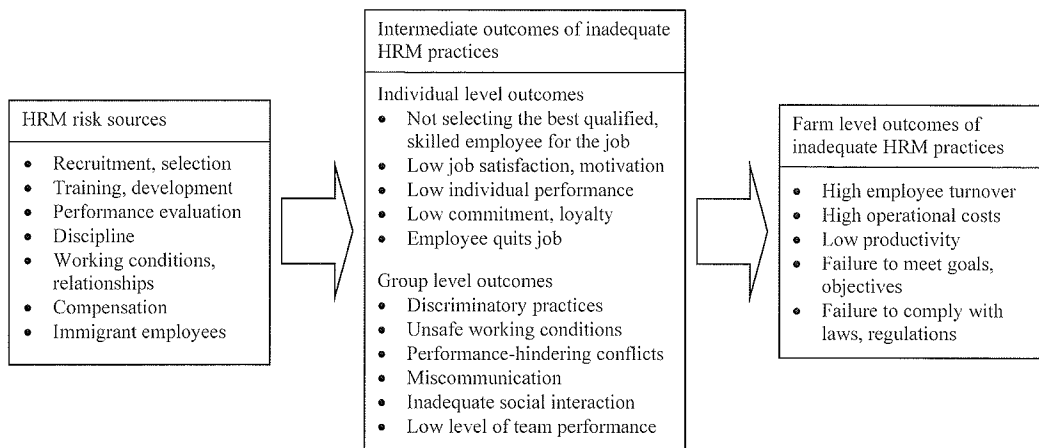 HRM risk sources
• Recruitment, selection
• Training, development
• Performance evaluation
• Discipline
• Working conditions,
relationships
• Compensation
• Immigrant employees
Intermediate outcomes of inadequate
HRM practices
Individual level outcomes
• Not selecting the best qualified,
skilled employee for the job
• Low job satisfaction, motivation
• Low individual performance
• Low commitment, loyalty
• Employee quits job
Group level outcomes
• Discriminatory practices
• Unsafe working conditions
• Performance-hindering conflicts
• Miscommunication
• Inadequate social interaction
• Low level of team performance
Farm level outcomes of
inadequate HRM practices
• High employee turnover
• High operational costs
• Low productivity
• Failure to meet goals,
objectives
• Failure to comply with
laws, regulations